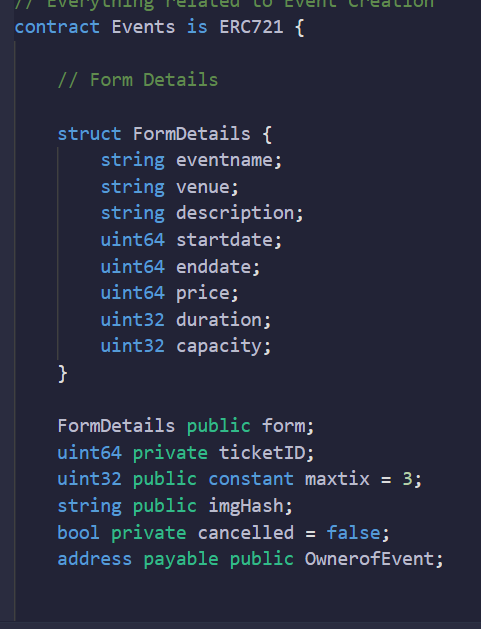 // Everything related to Event Creation
contract Events is ERC721 {
// Form Details
struct FormDetails {
string eventname;
string venue;
string description;
uint64 startdate;
uint64 enddate;
uint64 price;
uint32 duration;
uint32 capacity;
}
FormDetails public form;
uint64 private ticketID;
uint32 public constant maxtix = 3;
string public imgHash;
bool private cancelled = false;
address payable public OwnerofEvent;